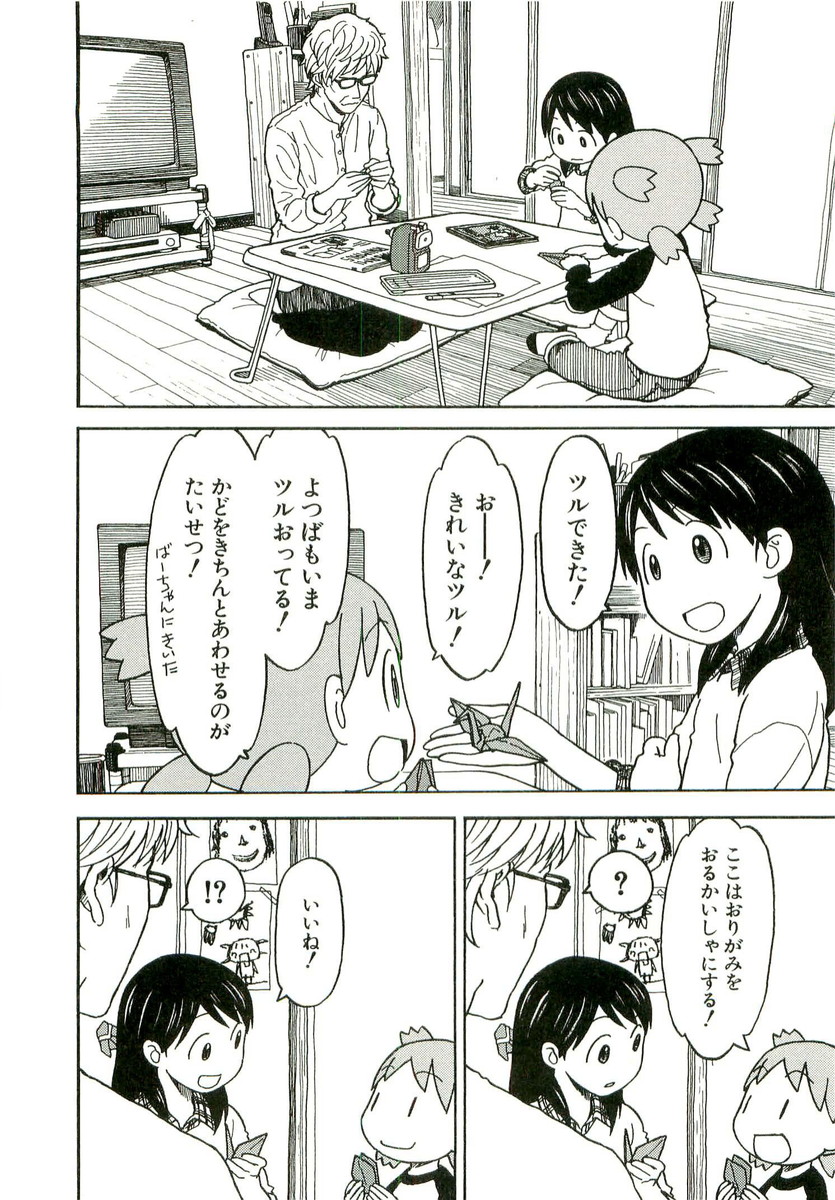 ツルできた！
おー！
きれいなツル！
よつばもいま
ツルおってる！
かどをきちんとあわせるのが
たいせつ！
ばーちゃんにきいた
ここはおりがみを
おるかいしゃにする！
？
いいね！
!?